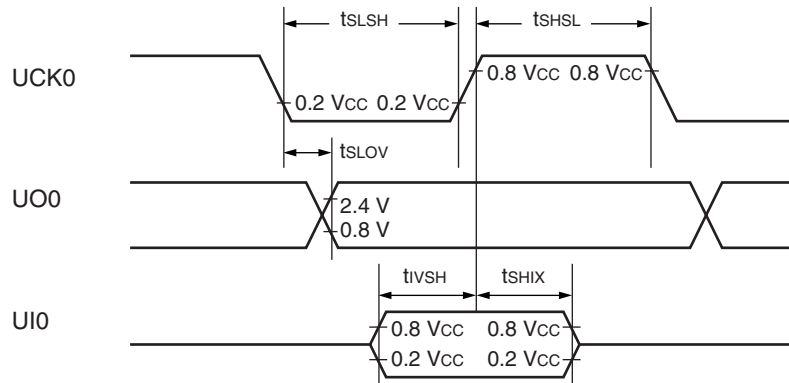 tSLSH tSHSL
UCK0
0.8 VCC 0.8 VCC
0.2 VCC 0.2 VCC
tSLOV
UO0
2.4 V
0.8 V
tIVSH tSHIX
UI0
0.8 VCC 0.8 VCC
0.2 VCC 0.2 VCC